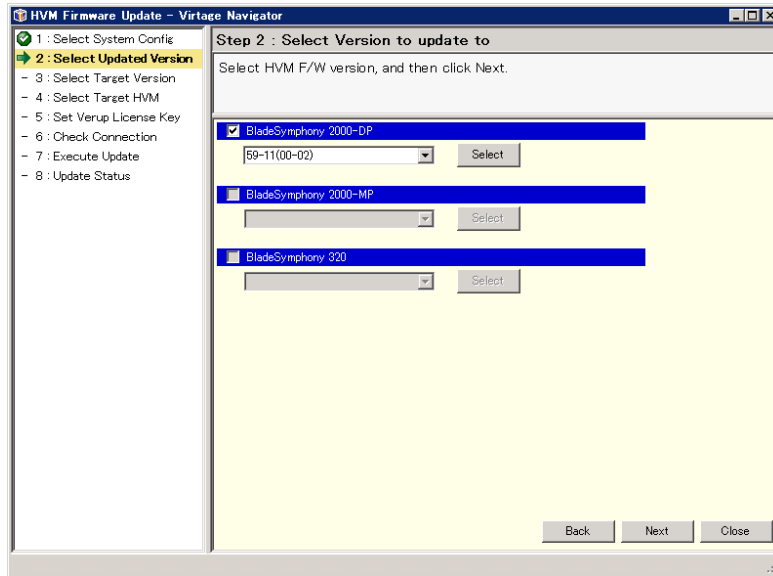 HVM Firmware Update - Virtage Navigator
1 : Select System Config
2 : Select Updated Version
- 3 : Select Target Version
- 4 : Select Target HVM
- 5 : Set Verup License Key
- 6 : Check Connection
- 7 : Execute Update
- 8 : Update Status
Step 2 : Select Version to update to
Select HVM F/W version, and then click Next.
BladeSymphony 2000-DP
59-11(00-02)
Select
BladeSymphony 2000-MP
Select
BladeSymphony 320
Select
Back Next Close